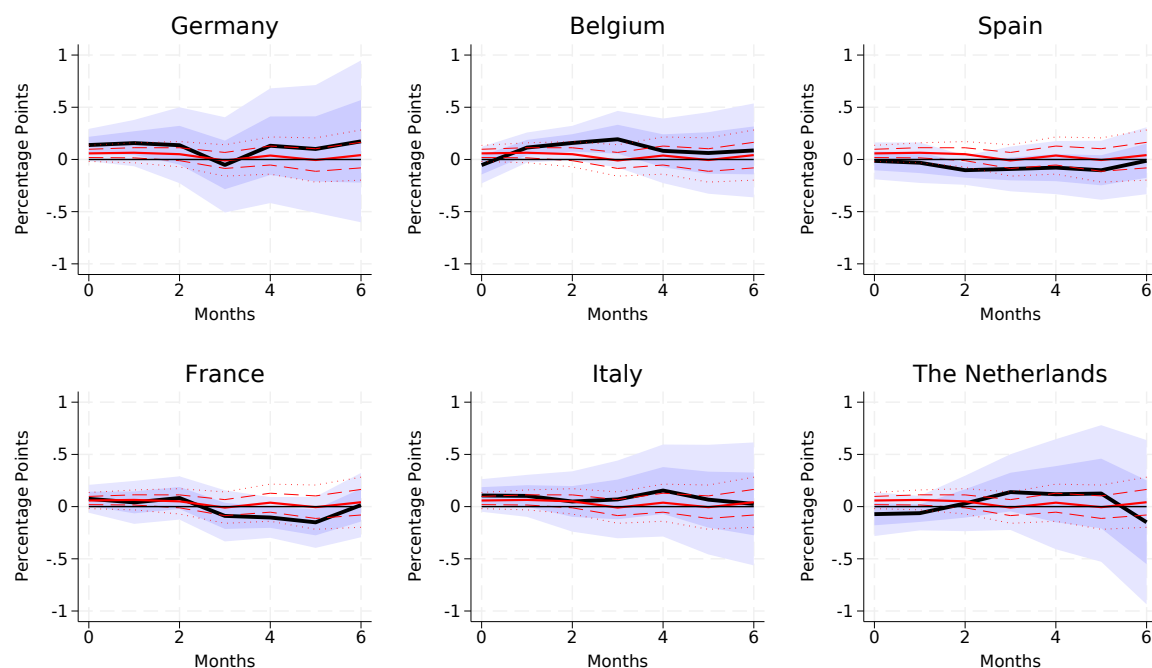 Germany
Percentage Points
1
.5
0
-.5
-1
0 2 4 6
Months
Belgium
Percentage Points
1
.5
0
-.5
-1
0 2 4 6
Months
Spain
Percentage Points
1
.5
0
-.5
-1
0 2 4 6
Months
France
Percentage Points
1
.5
0
-.5
-1
0 2 4 6
Months
Italy
Percentage Points
1
.5
0
-.5
-1
0 2 4 6
Months
The Netherlands
Percentage Points
1
.5
0
-.5
-1
0 2 4 6
Months